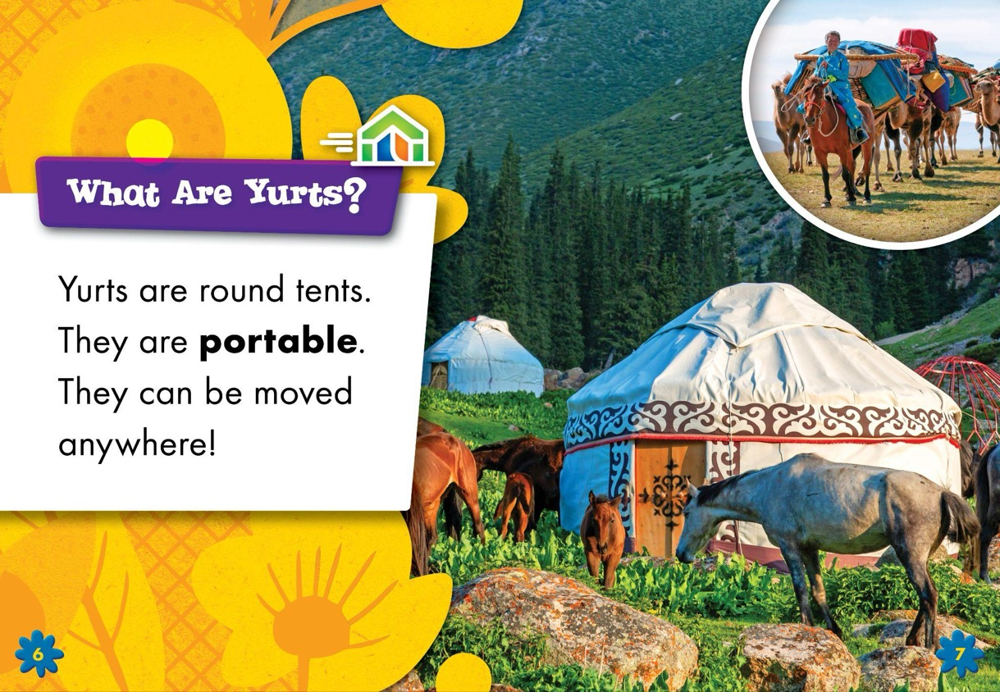 What Are Yurts?
Yurts are round tents.
They are portable.
They can be moved
anywhere!
6
7